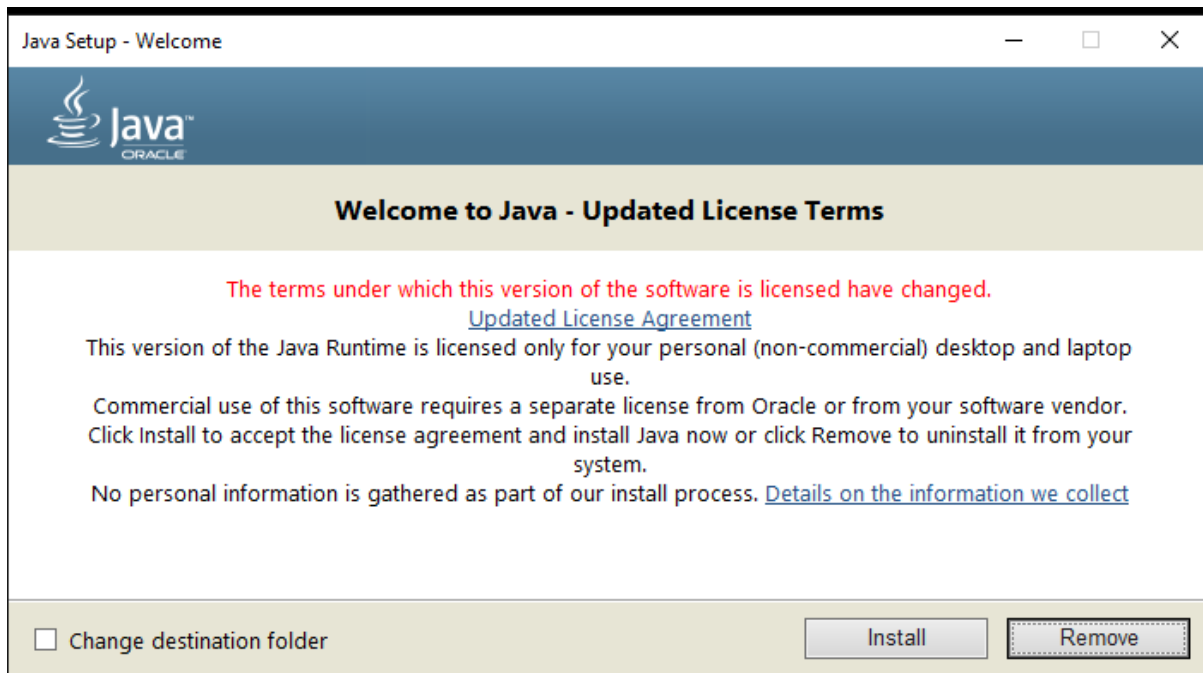 Java Setup - Welcome
Java™
ORACLE
Welcome to Java - Updated License Terms
The terms under which this version of the software is licensed have changed.
Updated License Agreement
This version of the Java Runtime is licensed only for your personal (non-commercial) desktop and laptop
use.
Commercial use of this software requires a separate license from Oracle or from your software vendor.
Click Install to accept the license agreement and install Java now or click Remove to uninstall it from your
system.
No personal information is gathered as part of our install process. Details on the information we collect
Change destination folder
Install
Remove